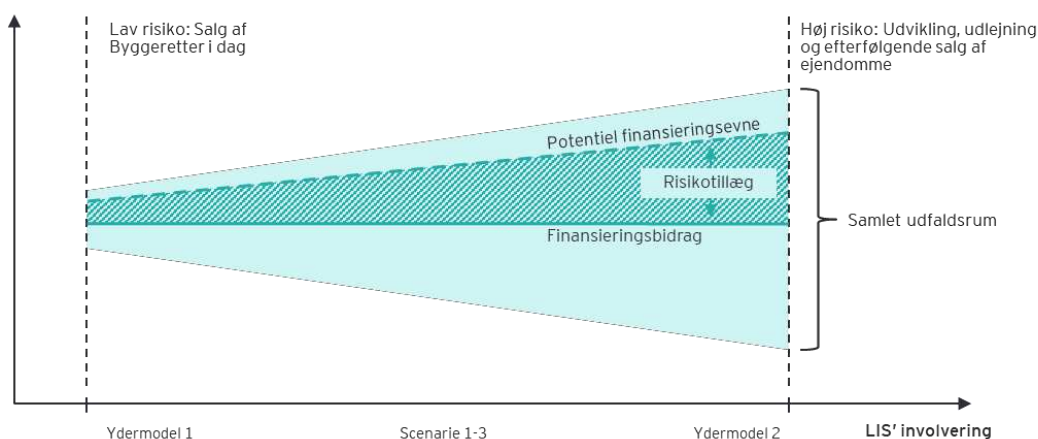 Lav risiko: Salg af
Byggeretter i dag
Høj risiko: Udvikling, udlejning
og efterfølgende salg af
ejendomme
Potentiel finansieringsevne
Risikotillæg
Finansieringsbidrag
Samlet udfaldsrum
Ydermodel 1
Scenarie 1-3
Ydermodel 2
LIS' involvering